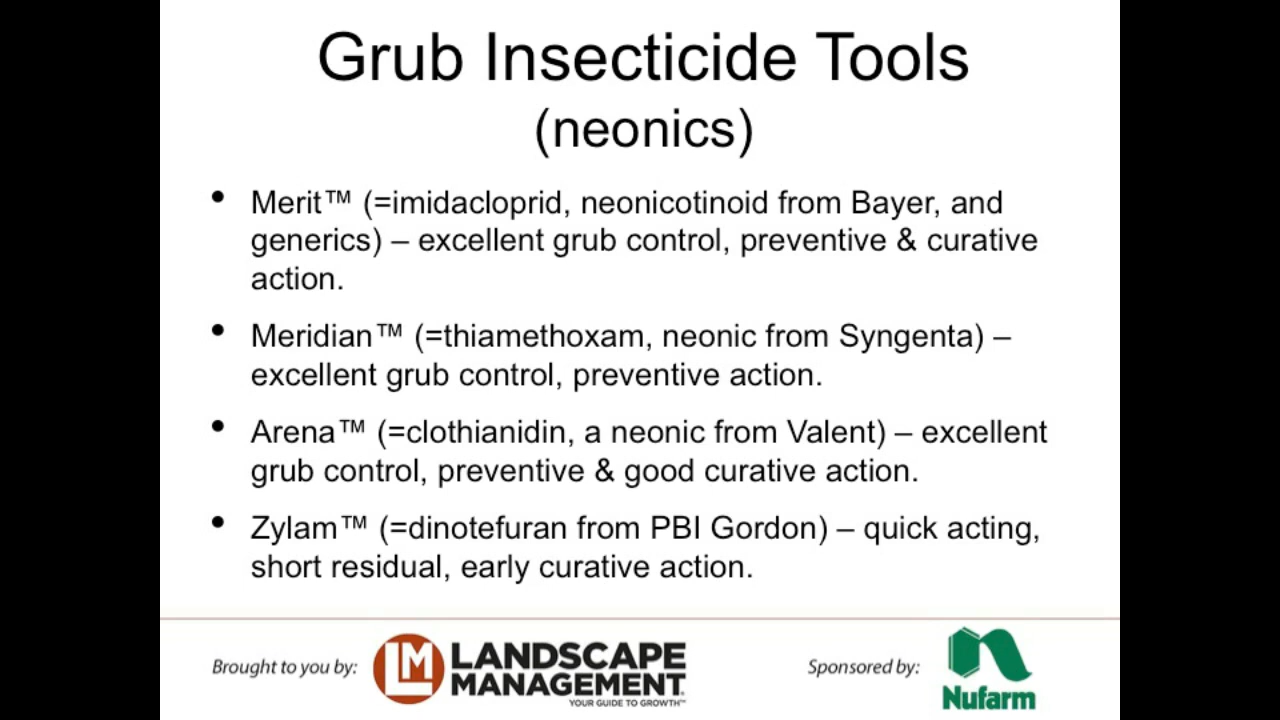 Grub Insecticide Tools
(neonics)
• Merit™ (=imidacloprid, neonicotinoid from Bayer, and
generics) – excellent grub control, preventive & curative
action.
• Meridian™ (=thiamethoxam, neonic from Syngenta) –
excellent grub control, preventive action.
• Arena™ (=clothianidin, a neonic from Valent) – excellent
grub control, preventive & good curative action.
• Zylam™ (=dinotefuran from PBI Gordon) – quick acting,
short residual, early curative action.
Brought to you by:
LM
LANDSCAPE
MANAGEMENT
YOUR GUIDE TO GROWTH™
Sponsored by:
Nufarm